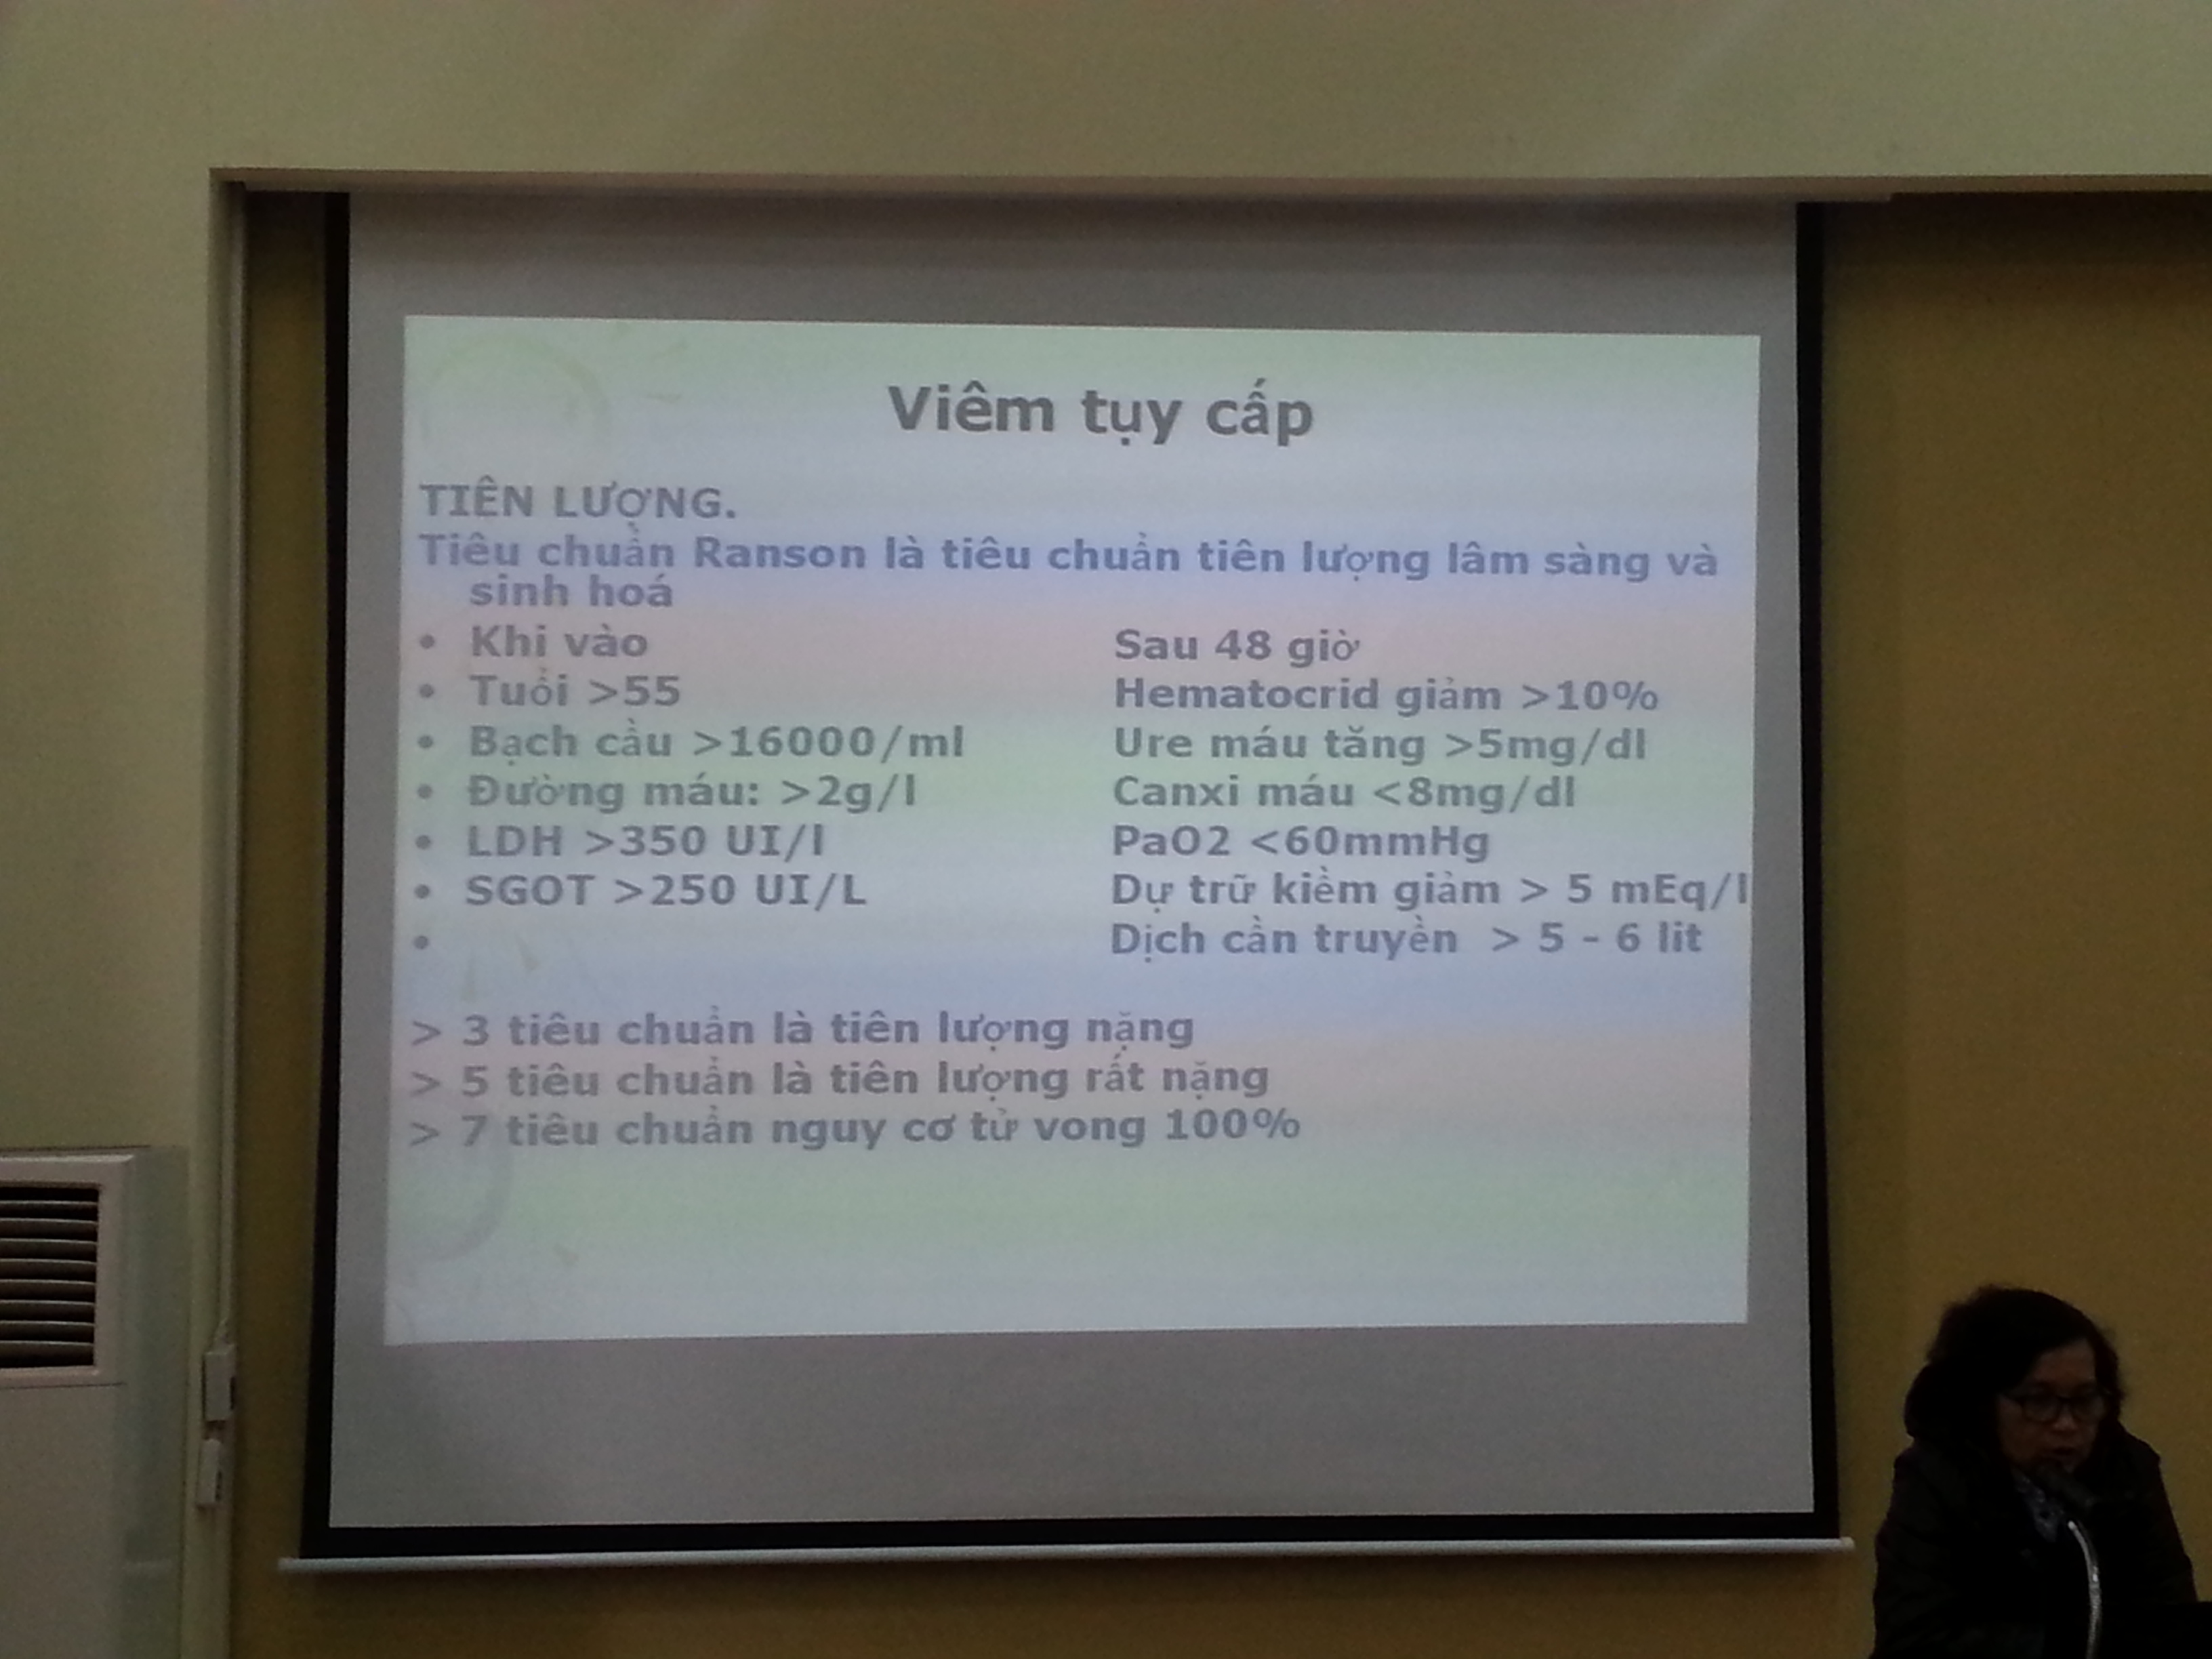 Viêm tụy cấp
TIÊN LƯỢNG.
Tiêu chuẩn Ranson là tiêu chuẩn tiên lượng lâm sàng và
sinh hoá
• Khi vào Sau 48 giờ
• Tuổi >55 Hematocrid giảm >10%
• Bạch cầu >16000/ml Ure máu tăng >5mg/dl
• Đường máu: >2g/l Canxi máu <8mg/dl
• LDH >350 UI/l PaO2 <60mmHg
• SGOT >250 UI/L Dự trữ kiềm giảm > 5 mEq/l
• Dịch cần truyền > 5 - 6 lit
> 3 tiêu chuẩn là tiên lượng nặng
> 5 tiêu chuẩn là tiên lượng rất nặng
> 7 tiêu chuẩn nguy cơ tử vong 100%